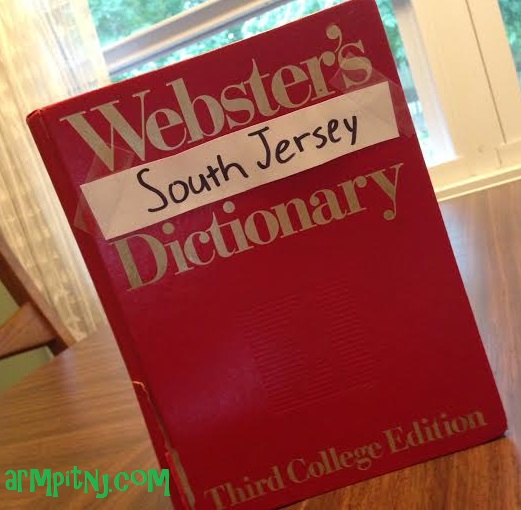 Webster's
South Jersey
Dictionary
Third College Edition
armpitnj.com